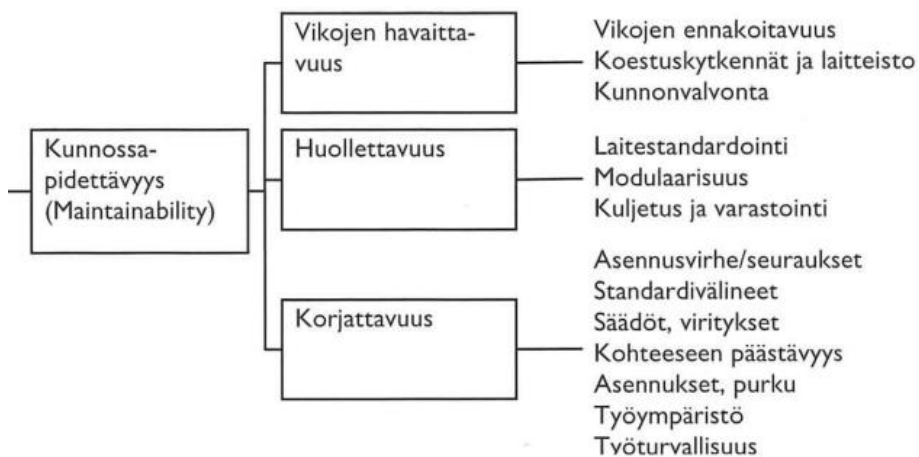 Kunnossa-
pidettävyys
(Maintainability)
Vikojen havaitta-
vuus
Vikojen ennakoitavuus
Koestuskytkennät ja laitteisto
Kunnonvalvonta
Huollettavuus
Laitestandardointi
Modulaarisuus
Kuljetus ja varastointi
Korjattavuus
Asennusvirhe/seuraukset
Standardivälineet
Säädöt, viritykset
Kohteeseen päästävyys
Asennukset, purku
Työympäristö
Työturvallisuus